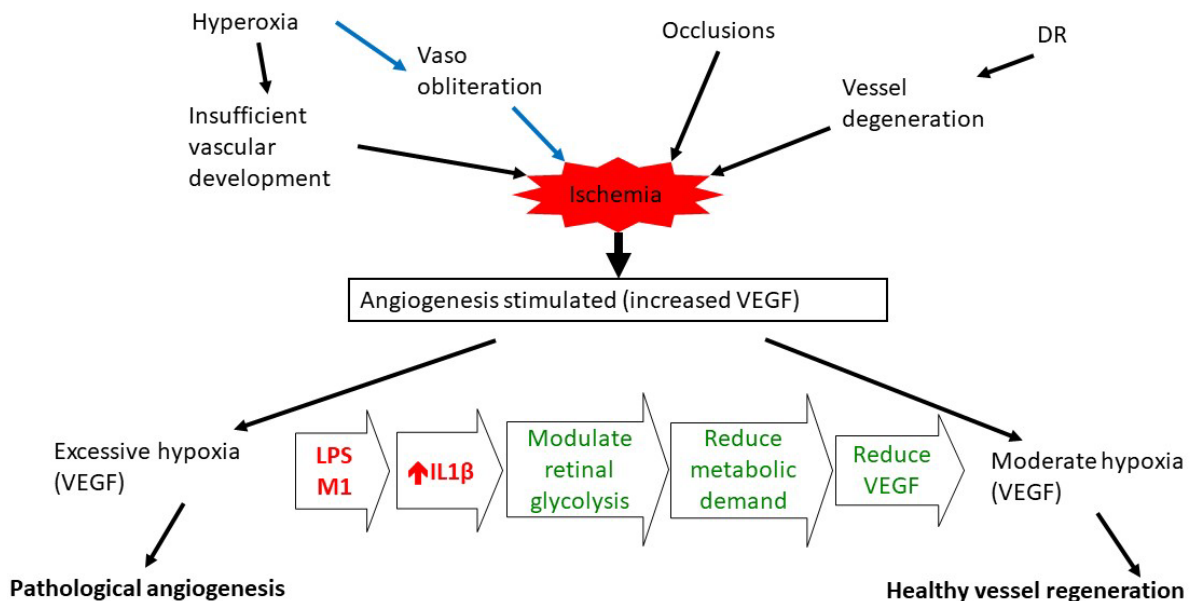 Hyperoxia
Occlusions
DR
Vaso
obliteration
Vessel
degeneration
Insufficient
vascular
development
Ischemia
Angiogenesis stimulated (increased VEGF)
Excessive hypoxia
(VEGF)
LPS
M1
IL1β
Modulate
retinal
glycolysis
Reduce
metabolic
demand
Reduce
VEGF
Moderate hypoxia
(VEGF)
Pathological angiogenesis
Healthy vessel regeneration